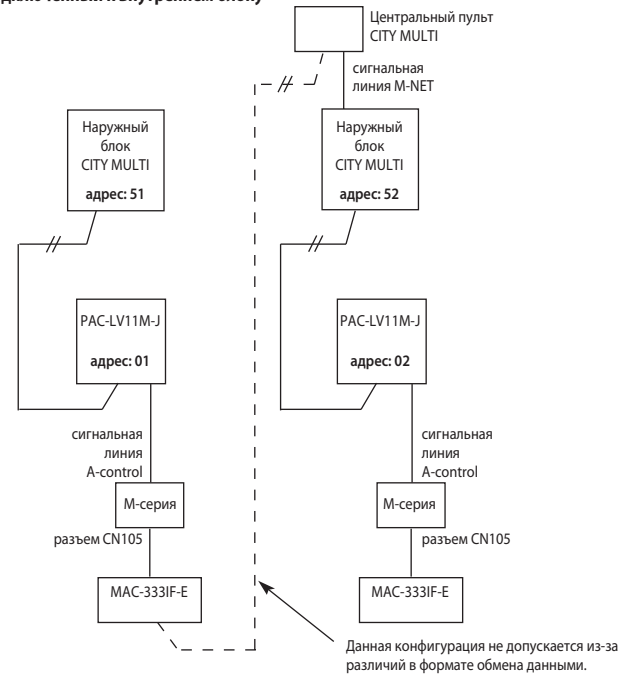 Центральный пульт
CITY MULTI
сигнальная
линия M-NET
Наружный
блок
CITY MULTI
адрес: 51
Наружный
блок
CITY MULTI
адрес: 52
PAC-LV11M-J
адрес: 01
PAC-LV11M-J
адрес: 02
сигнальная
линия
A-control
сигнальная
линия
A-control
М-серия
М-серия
разъем CN105
разъем CN105
MAC-333IF-E
MAC-333IF-E
Данная конфигурация не допускается из-за
различий в формате обмена данными.